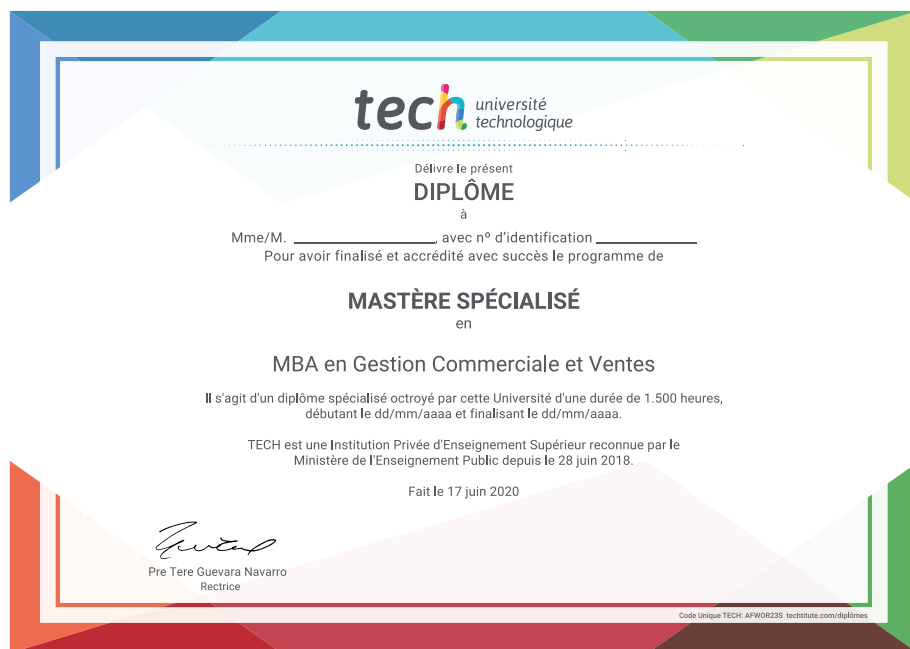 tech université
technologique
Délivre le présent
DIPLÔME
à
Mme/M. ____________, avec nº d'identification ____________
Pour avoir finalisé et accrédité avec succès le programme de
MASTÈRE SPÉCIALISÉ
en
MBA en Gestion Commerciale et Ventes
Il s'agit d'un diplôme spécialisé octroyé par cette Université d'une durée de 1.500 heures,
débutant le dd/mm/aaaa et finalisant le dd/mm/aaaa.
TECH est une Institution Privée d'Enseignement Supérieur reconnue par le
Ministère de l'Enseignement Public depuis le 28 juin 2018.
Fait le 17 juin 2020
Pre Tere Guevara Navarro
Rectrice
Code Unique TECH: AFWOR23S techtitute.com/diplômes